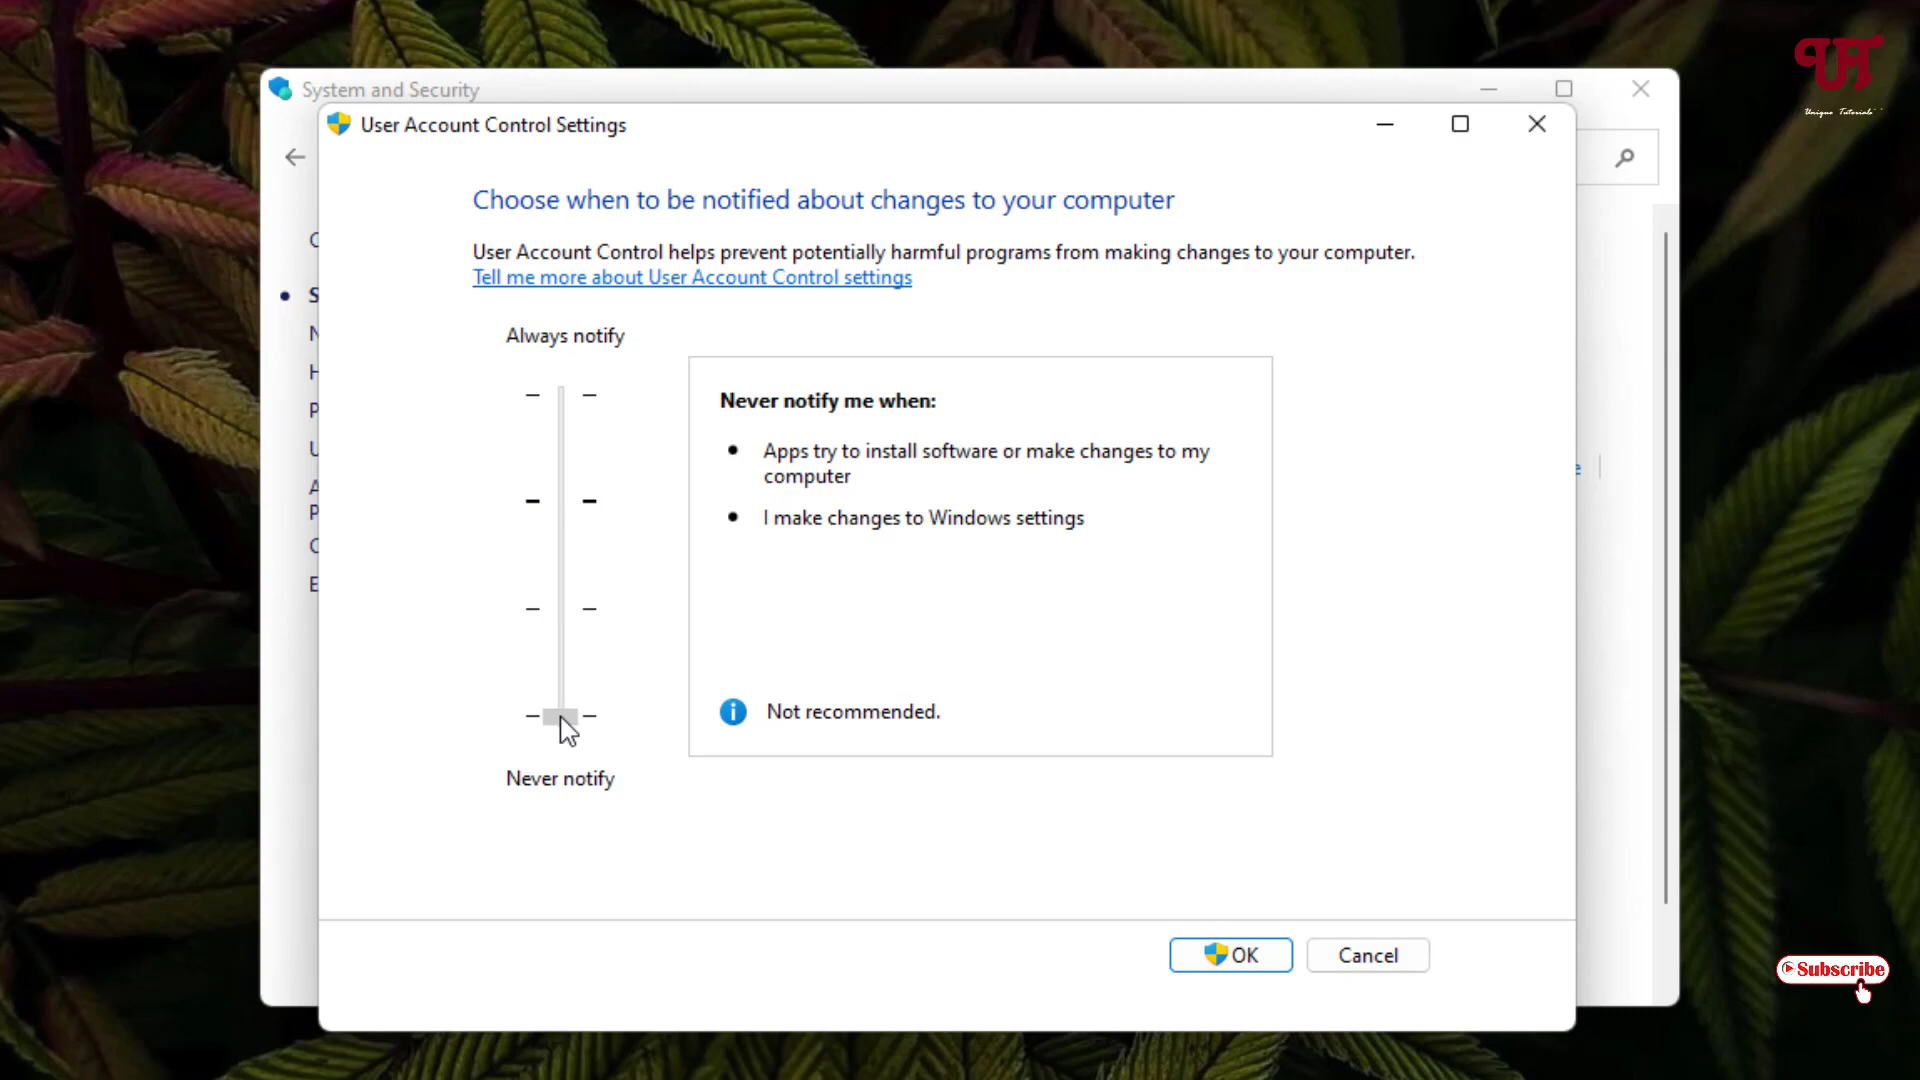 System and Security
User Account Control Settings
Choose when to be notified about changes to your computer
User Account Control helps prevent potentially harmful programs from making changes to your computer.
Tell me more about User Account Control settings
Always notify
Never notify me when:
Apps try to install software or make changes to my
computer
I make changes to Windows settings
Not recommended.
Never notify
OK
Cancel
UT
Unique Tutorials
Subscribe